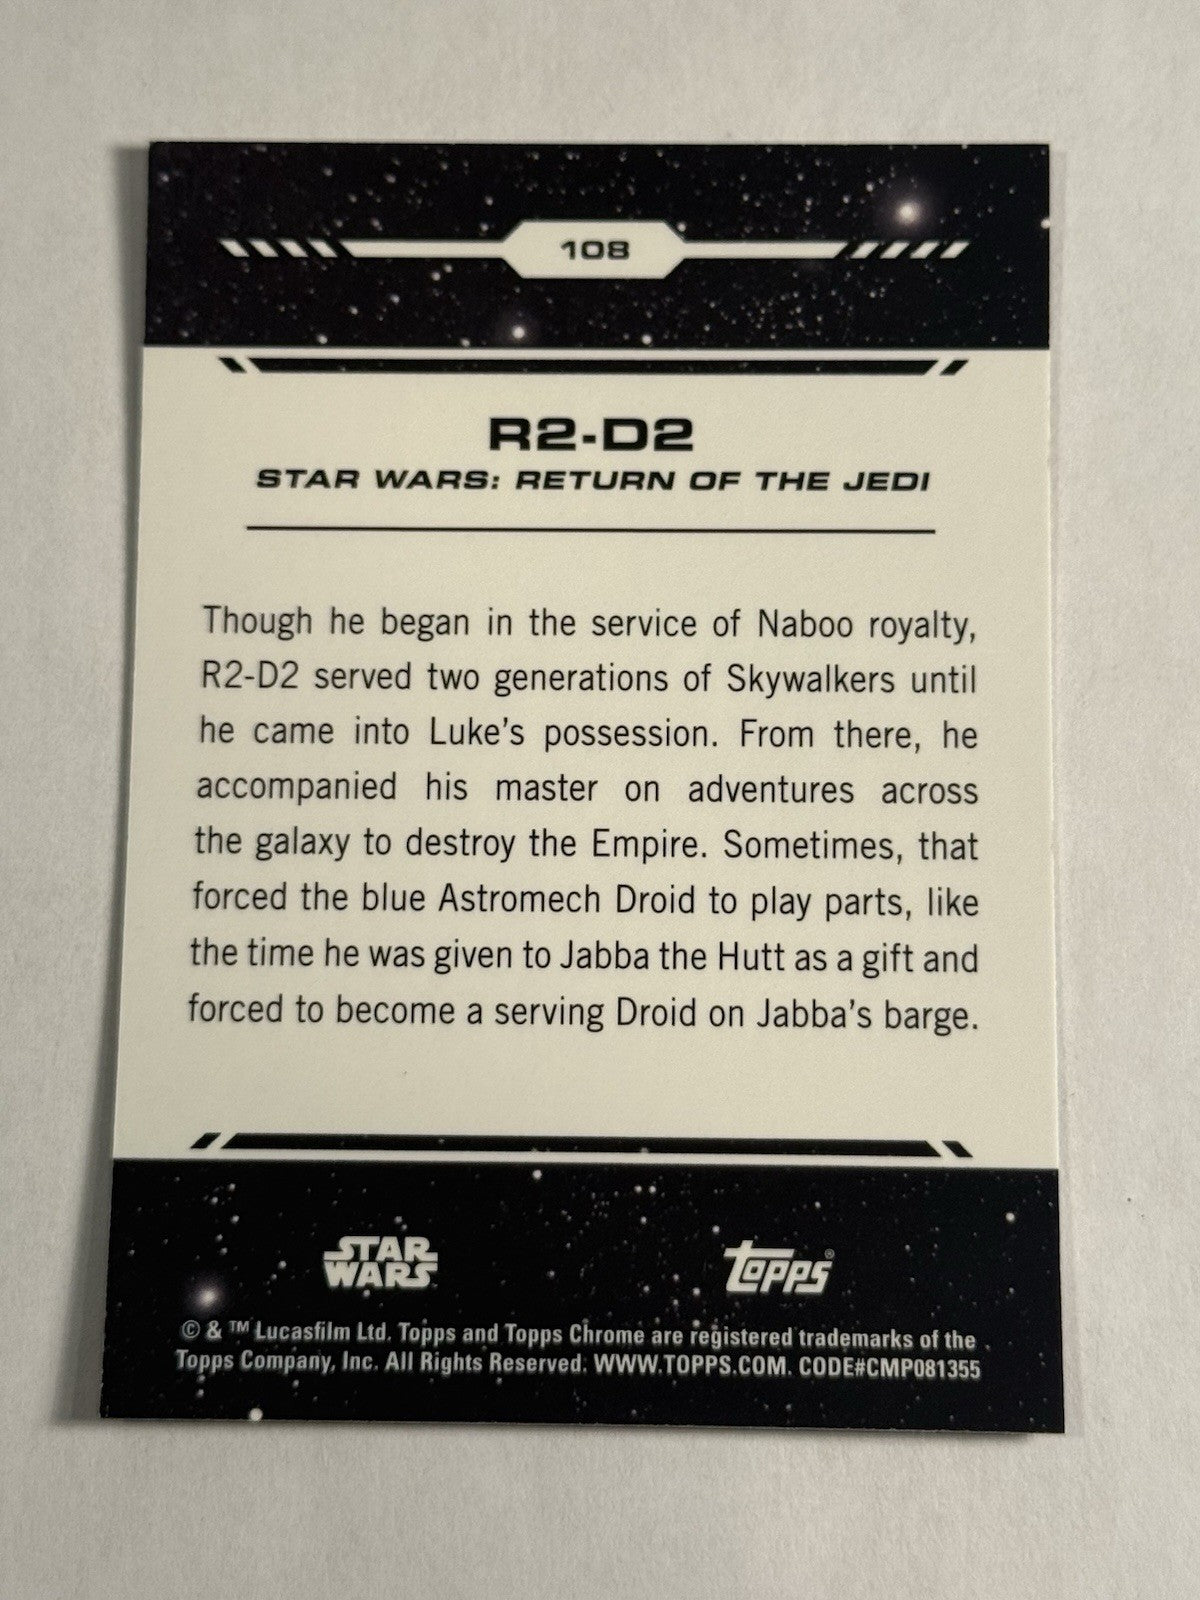 108
R2-D2
STAR WARS: RETURN OF THE JEDI
Though he began in the service of Naboo royalty,
R2-D2 served two generations of Skywalkers until
he came into Luke's possession. From there, he
accompanied his master on adventures across
the galaxy to destroy the Empire. Sometimes, that
forced the blue Astromech Droid to play parts, like
the time he was given to Jabba the Hutt as a gift and
forced to become a serving Droid on Jabba's barge.
STAR WARS
Topps®
© & ™ Lucasfilm Ltd. Topps and Topps Chrome are registered trademarks of the
Topps Company, Inc. All Rights Reserved. WWW.TOPPS.COM. CODE#CMP081355